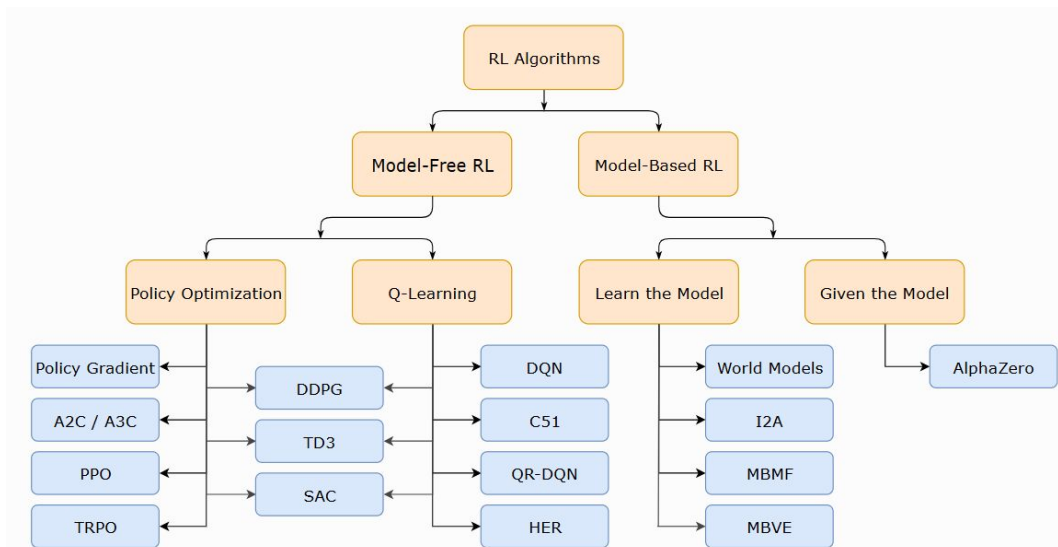 RL Algorithms
Model-Free RL
Model-Based RL
Policy Optimization
Q-Learning
Learn the Model
Given the Model
Policy Gradient
DDPG
DQN
World Models
AlphaZero
A2C / A3C
TD3
C51
I2A
PPO
SAC
QR-DQN
MBMF
TRPO
HER
MBVE